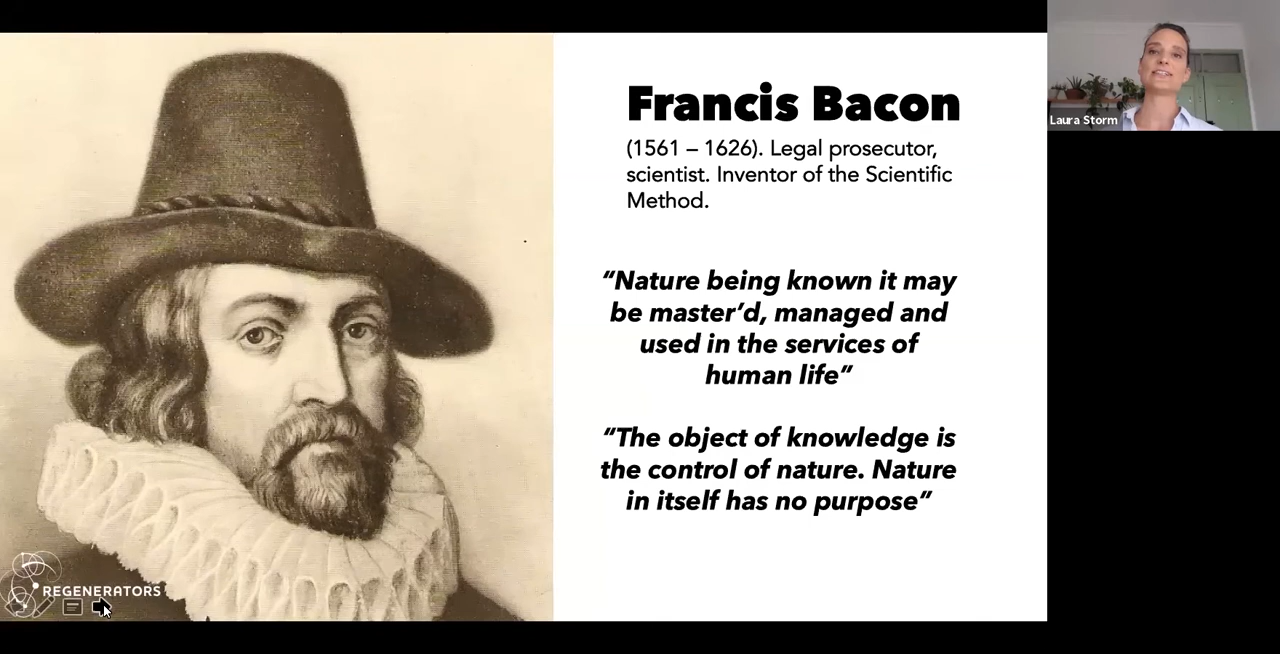 Francis Bacon
(1561 – 1626). Legal prosecutor,
scientist. Inventor of the Scientific
Method.
“Nature being known it may
be master’d, managed and
used in the services of
human life”
“The object of knowledge is
the control of nature. Nature
in itself has no purpose”
REGENERATORS
Laura Storm